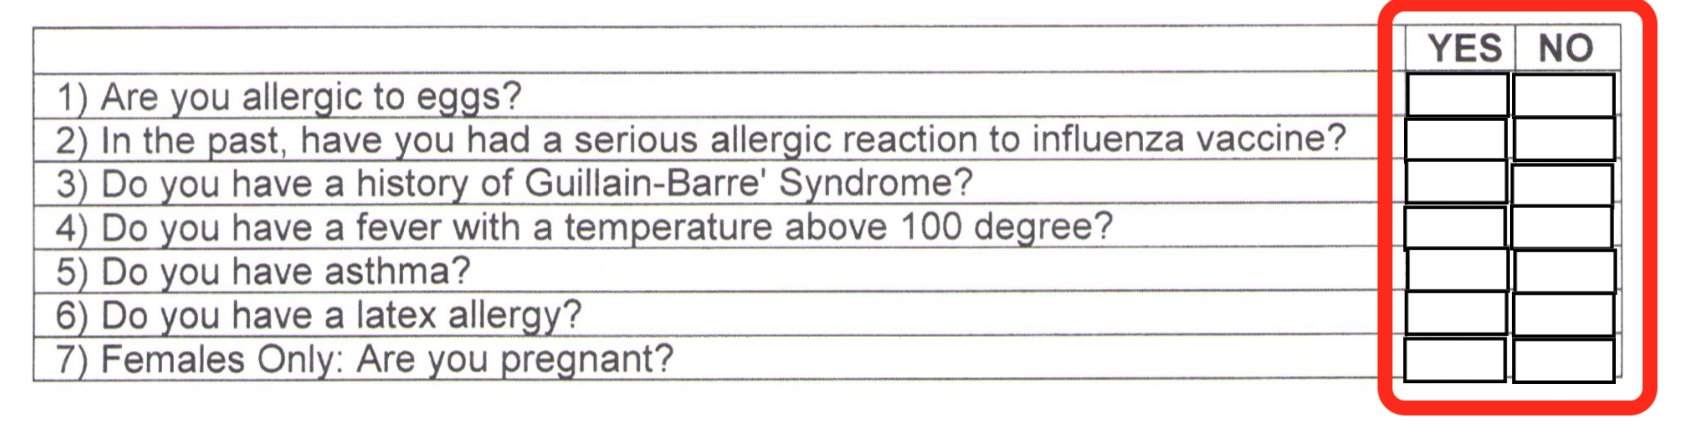 YES NO
1) Are you allergic to eggs?
2) In the past, have you had a serious allergic reaction to influenza vaccine?
3) Do you have a history of Guillain-Barre' Syndrome?
4) Do you have a fever with a temperature above 100 degree?
5) Do you have asthma?
6) Do you have a latex allergy?
7) Females Only: Are you pregnant?